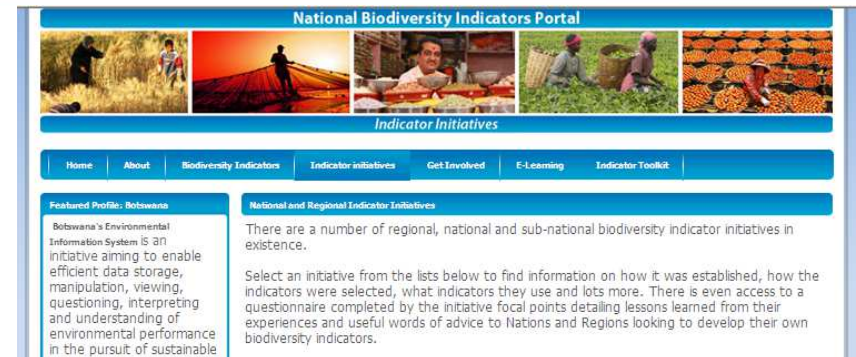 National Biodiversity Indicators Portal
Indicator Initiatives
Home About Biodiversity Indicators Indicator initiatives Get Involved E-Learning Indicator Toolkit
Featured Profile: Botswana
Botswana's Environmental
Information System is an
initiative aiming to enable
efficient data storage,
manipulation, viewing,
questioning, interpreting
and understanding of
environmental performance
in the pursuit of sustainable
National and Regional Indicator Initiatives
There are a number of regional, national and sub-national biodiversity indicator initiatives in
existence.
Select an initiative from the lists below to find information on how it was established, how the
indicators were selected, what indicators they use and lots more. There is even access to a
questionnaire completed by the initiative focal points detailing lessons learned from their
experiences and useful words of advice to Nations and Regions looking to develop their own
biodiversity indicators.